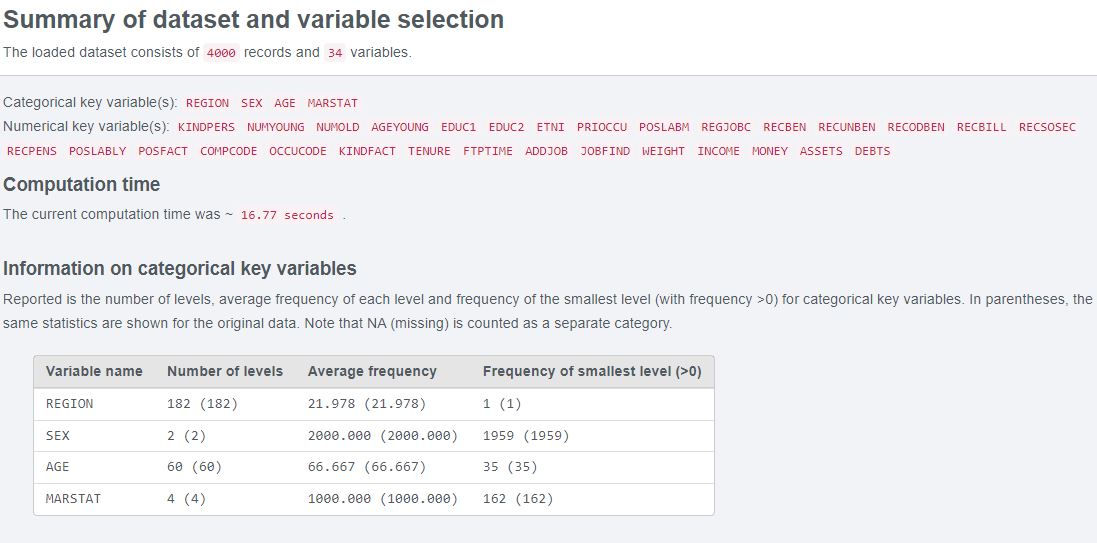 Summary of dataset and variable selection
The loaded dataset consists of 4000 records and 34 variables.
Categorical key variable(s): REGION SEX AGE MARSTAT
Numerical key variable(s): KINDPERS NUMYOUNG NUMOLD AGEYOUNG EDUC1 EDUC2 ETNI PRIOCCU POSLABM REGJOBC RECBEN RECUNBEN RECODBEN RECBILL RECSOSEC
RECPENS POSLABLY POSFACT COMPCODE OCCUCODE KINDFACT TENURE FTPTIME ADDJOB JOBFIND WEIGHT INCOME MONEY ASSETS DEBTS
Computation time
The current computation time was ~ 16.77 seconds .
Information on categorical key variables
Reported is the number of levels, average frequency of each level and frequency of the smallest level (with frequency >0) for categorical key variables. In parentheses, the
same statistics are shown for the original data. Note that NA (missing) is counted as a separate category.
Variable name Number of levels Average frequency Frequency of smallest level (>0)
REGION 182 (182) 21.978 (21.978) 1 (1)
SEX 2 (2) 2000.000 (2000.000) 1959 (1959)
AGE 60 (60) 66.667 (66.667) 35 (35)
MARSTAT 4 (4) 1000.000 (1000.000) 162 (162)